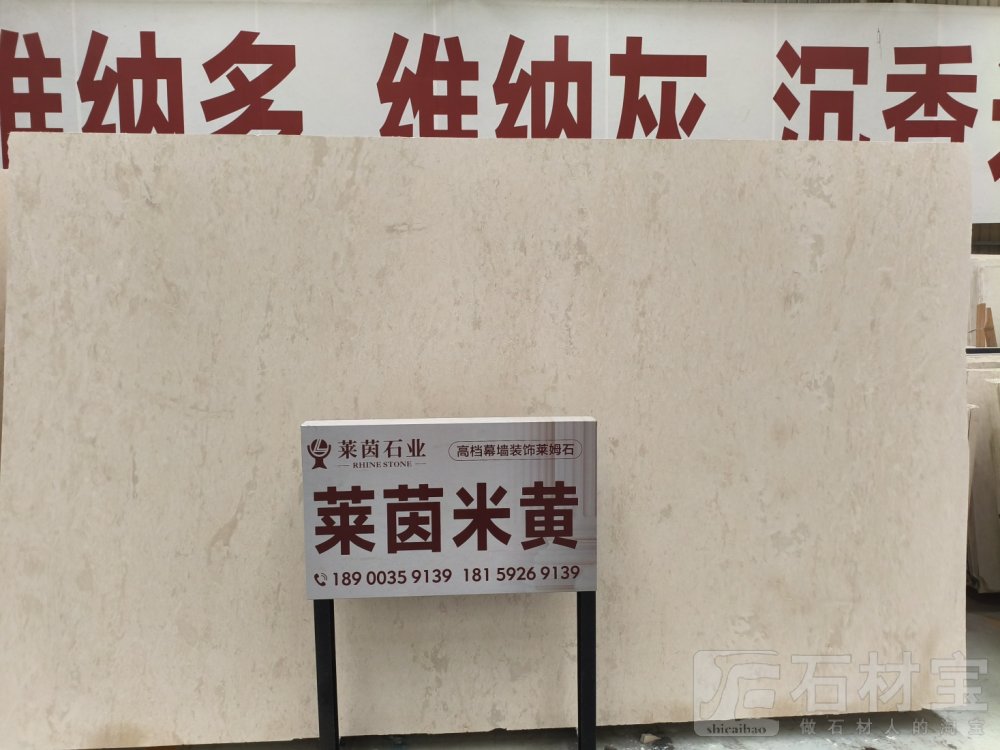 维纳多 维纳灰 沉香
莱茵石业
RHINE STONE
高档幕墙装饰莱姆石
莱茵米黄
189 0035 9139 181 5926 9139
石材宝
shicaibao
做石材人的淘宝